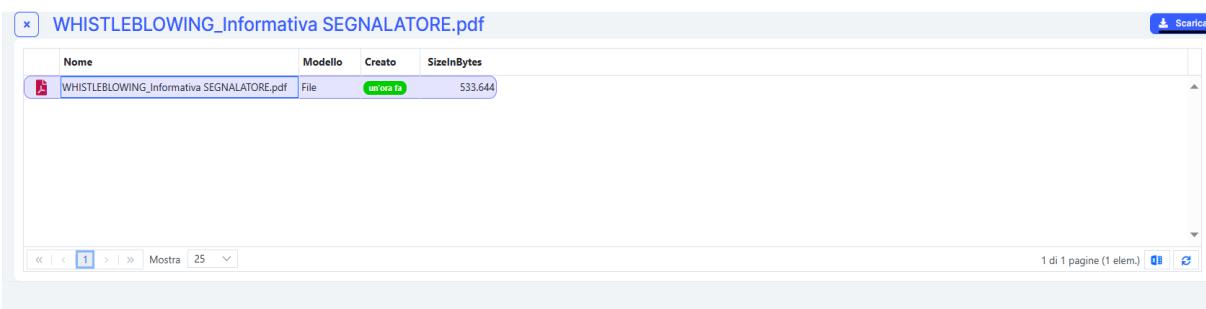 × WHISTLEBLOWING_Informativa SEGNALATORE.pdf
Scarica
Nome Modello Creato SizeInBytes
WHISTLEBLOWING_Informativa SEGNALATORE.pdf File un'ora fa 533.644
« ‹ 1 › » Mostra 25 1 di 1 pagine (1 elem.)